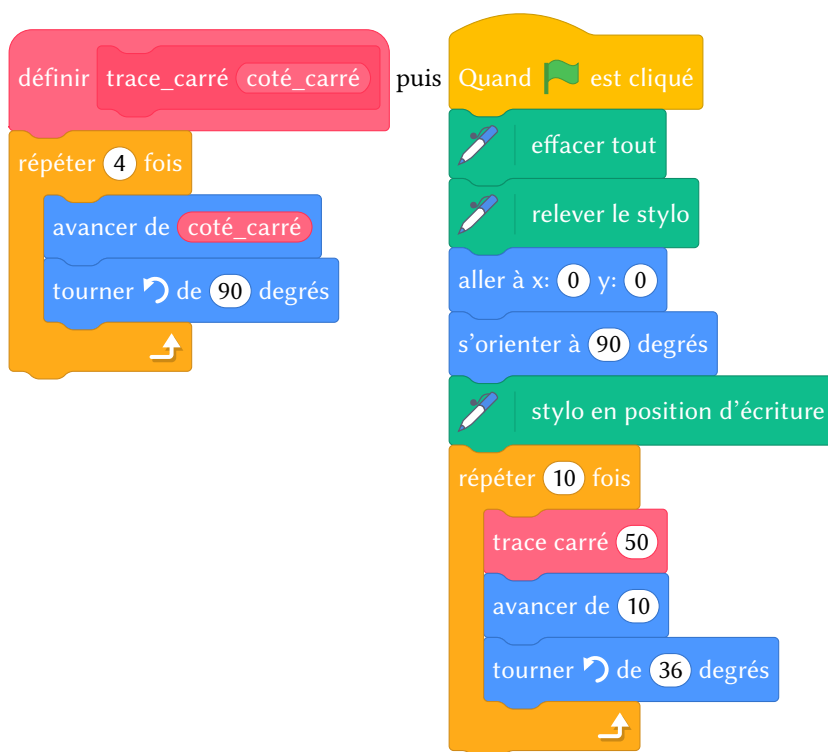 définir trace_carré coté_carré
répéter 4 fois
avancer de coté_carré
tourner de 90 degrés
puis
Quand est cliqué
effacer tout
relever le stylo
aller à x: 0 y: 0
s'orienter à 90 degrés
stylo en position d'écriture
répéter 10 fois
trace carré 50
avancer de 10
tourner de 36 degrés